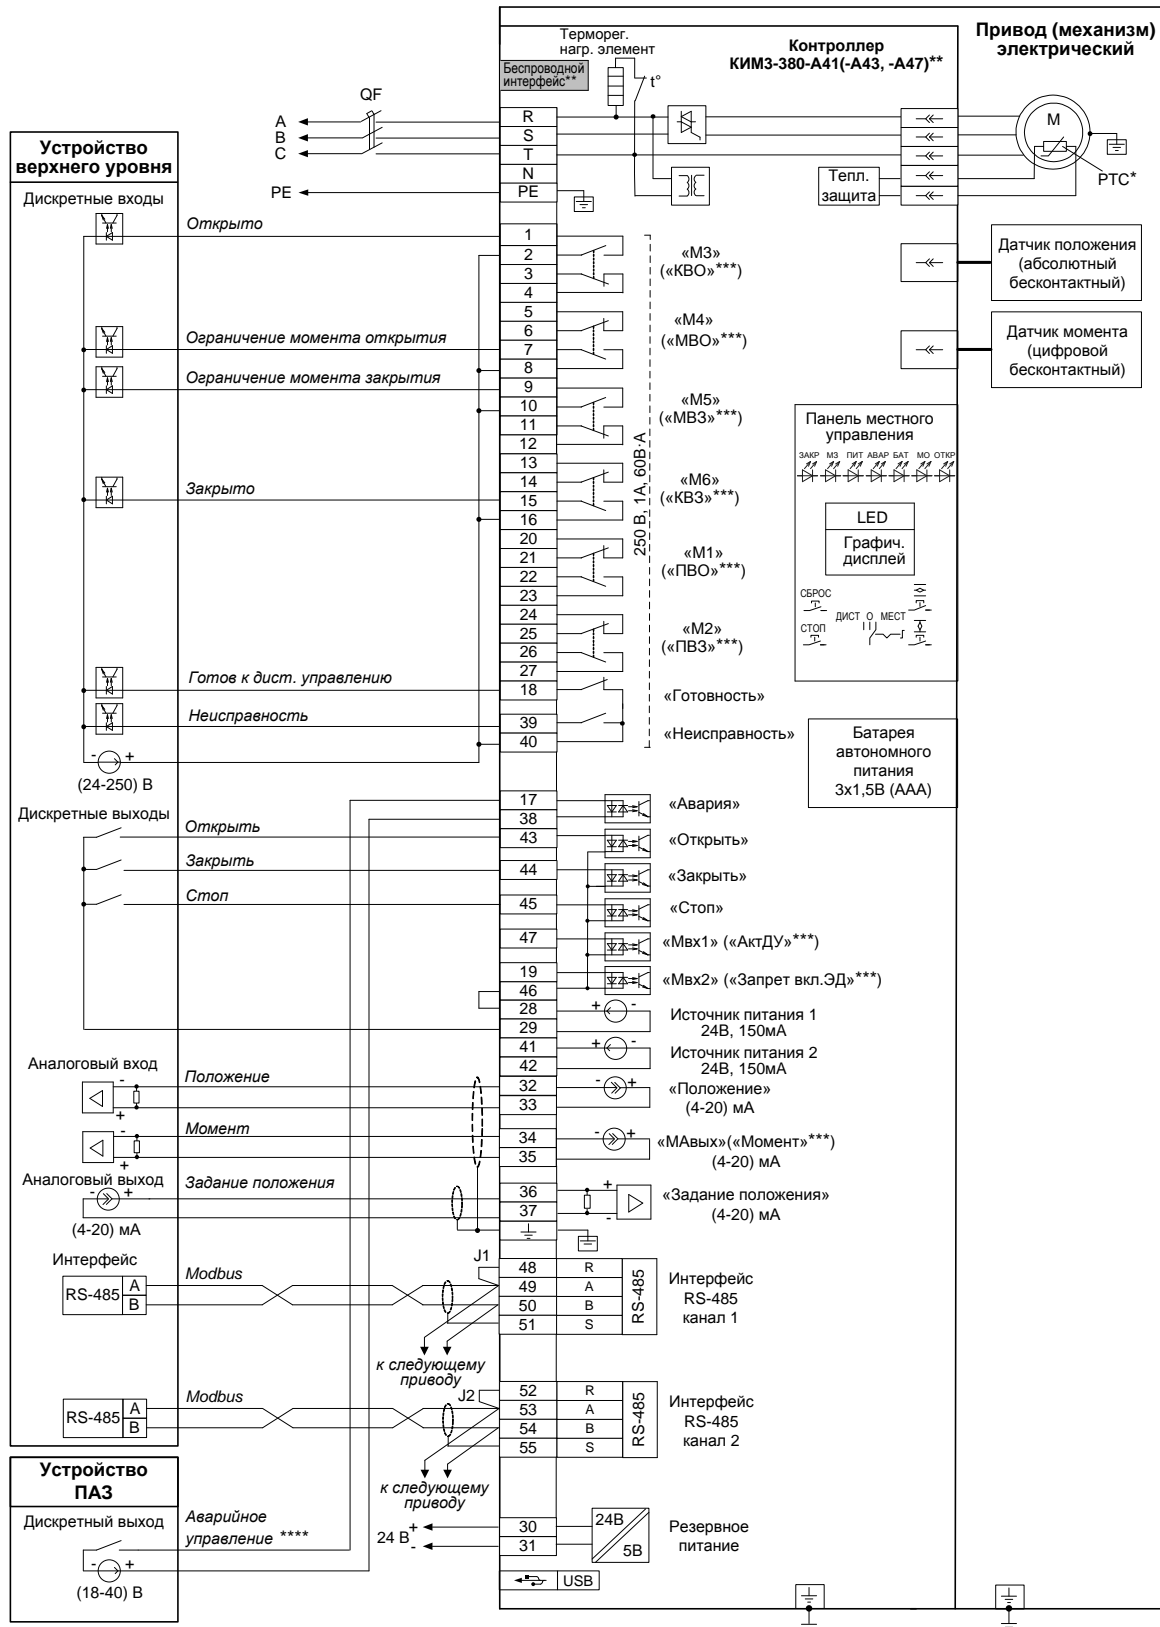 Привод (механизм)
электрический
Контроллер
КИМ3-380-А41(-А43, -А47)**
Терморег.
нагр. элемент
t°
Беспроводной
интерфейс**
QF
A
B
C
PE
R
S
T
N
PE
M
PTC*
Тепл.
защита
Устройство
верхнего уровня
Дискретные входы
Открыто
Ограничение момента открытия
Ограничение момента закрытия
Закрыто
Готов к дист. управлению
Неисправность
- +
(24-250) В
1
2
3
4
5
6
7
8
9
10
11
12
13
14
15
16
20
21
22
23
24
25
26
27
18
39
40
250 В, 1А, 60В·А
«М3»
(«КВО»***)
«М4»
(«МВО»***)
«М5»
(«МВЗ»***)
«М6»
(«КВЗ»***)
«М1»
(«ПВО»***)
«М2»
(«ПВЗ»***)
«Готовность»
«Неисправность»
Датчик положения
(абсолютный
бесконтактный)
Датчик момента
(цифровой
бесконтактный)
Панель местного
управления
ЗАКР МЗ ПИТ АВАР БАТ МО ОТКР
LED
Графич.
дисплей
СБРОС
СТОП
ДИСТ О МЕСТ
Батарея
автономного
питания
3х1,5В (ААА)
Дискретные выходы
Открыть
Закрыть
Стоп
17
38
43
44
45
47
19
46
28
29
41
42
32
33
34
35
36
37
«Авария»
«Открыть»
«Закрыть»
«Стоп»
«Мвх1» («АктДУ»***)
«Мвх2» («Запрет вкл.ЭД»***)
+ -
Источник питания 1
24В, 150мА
+ -
Источник питания 2
24В, 150мА
- +
«Положение»
(4-20) мА
- +
«МАвых»(«Момент»***)
(4-20) мА
+
-
«Задание положения»
(4-20) мА
Аналоговый вход
-
+
Положение
-
+
Момент
Аналоговый выход
- +
(4-20) мА
Задание положения
Интерфейс
RS-485
A
B
Modbus
J1
48 R
49 A
50 B
51 S
RS-485
Интерфейс
RS-485
канал 1
к следующему
приводу
RS-485
A
B
Modbus
J2
52 R
53 A
54 B
55 S
RS-485
Интерфейс
RS-485
канал 2
к следующему
приводу
Устройство
ПАЗ
Дискретный выход
- +
(18-40) В
Аварийное
управление ****
24 В
+
-
30
31
24В
5В
Резервное
питание
USB